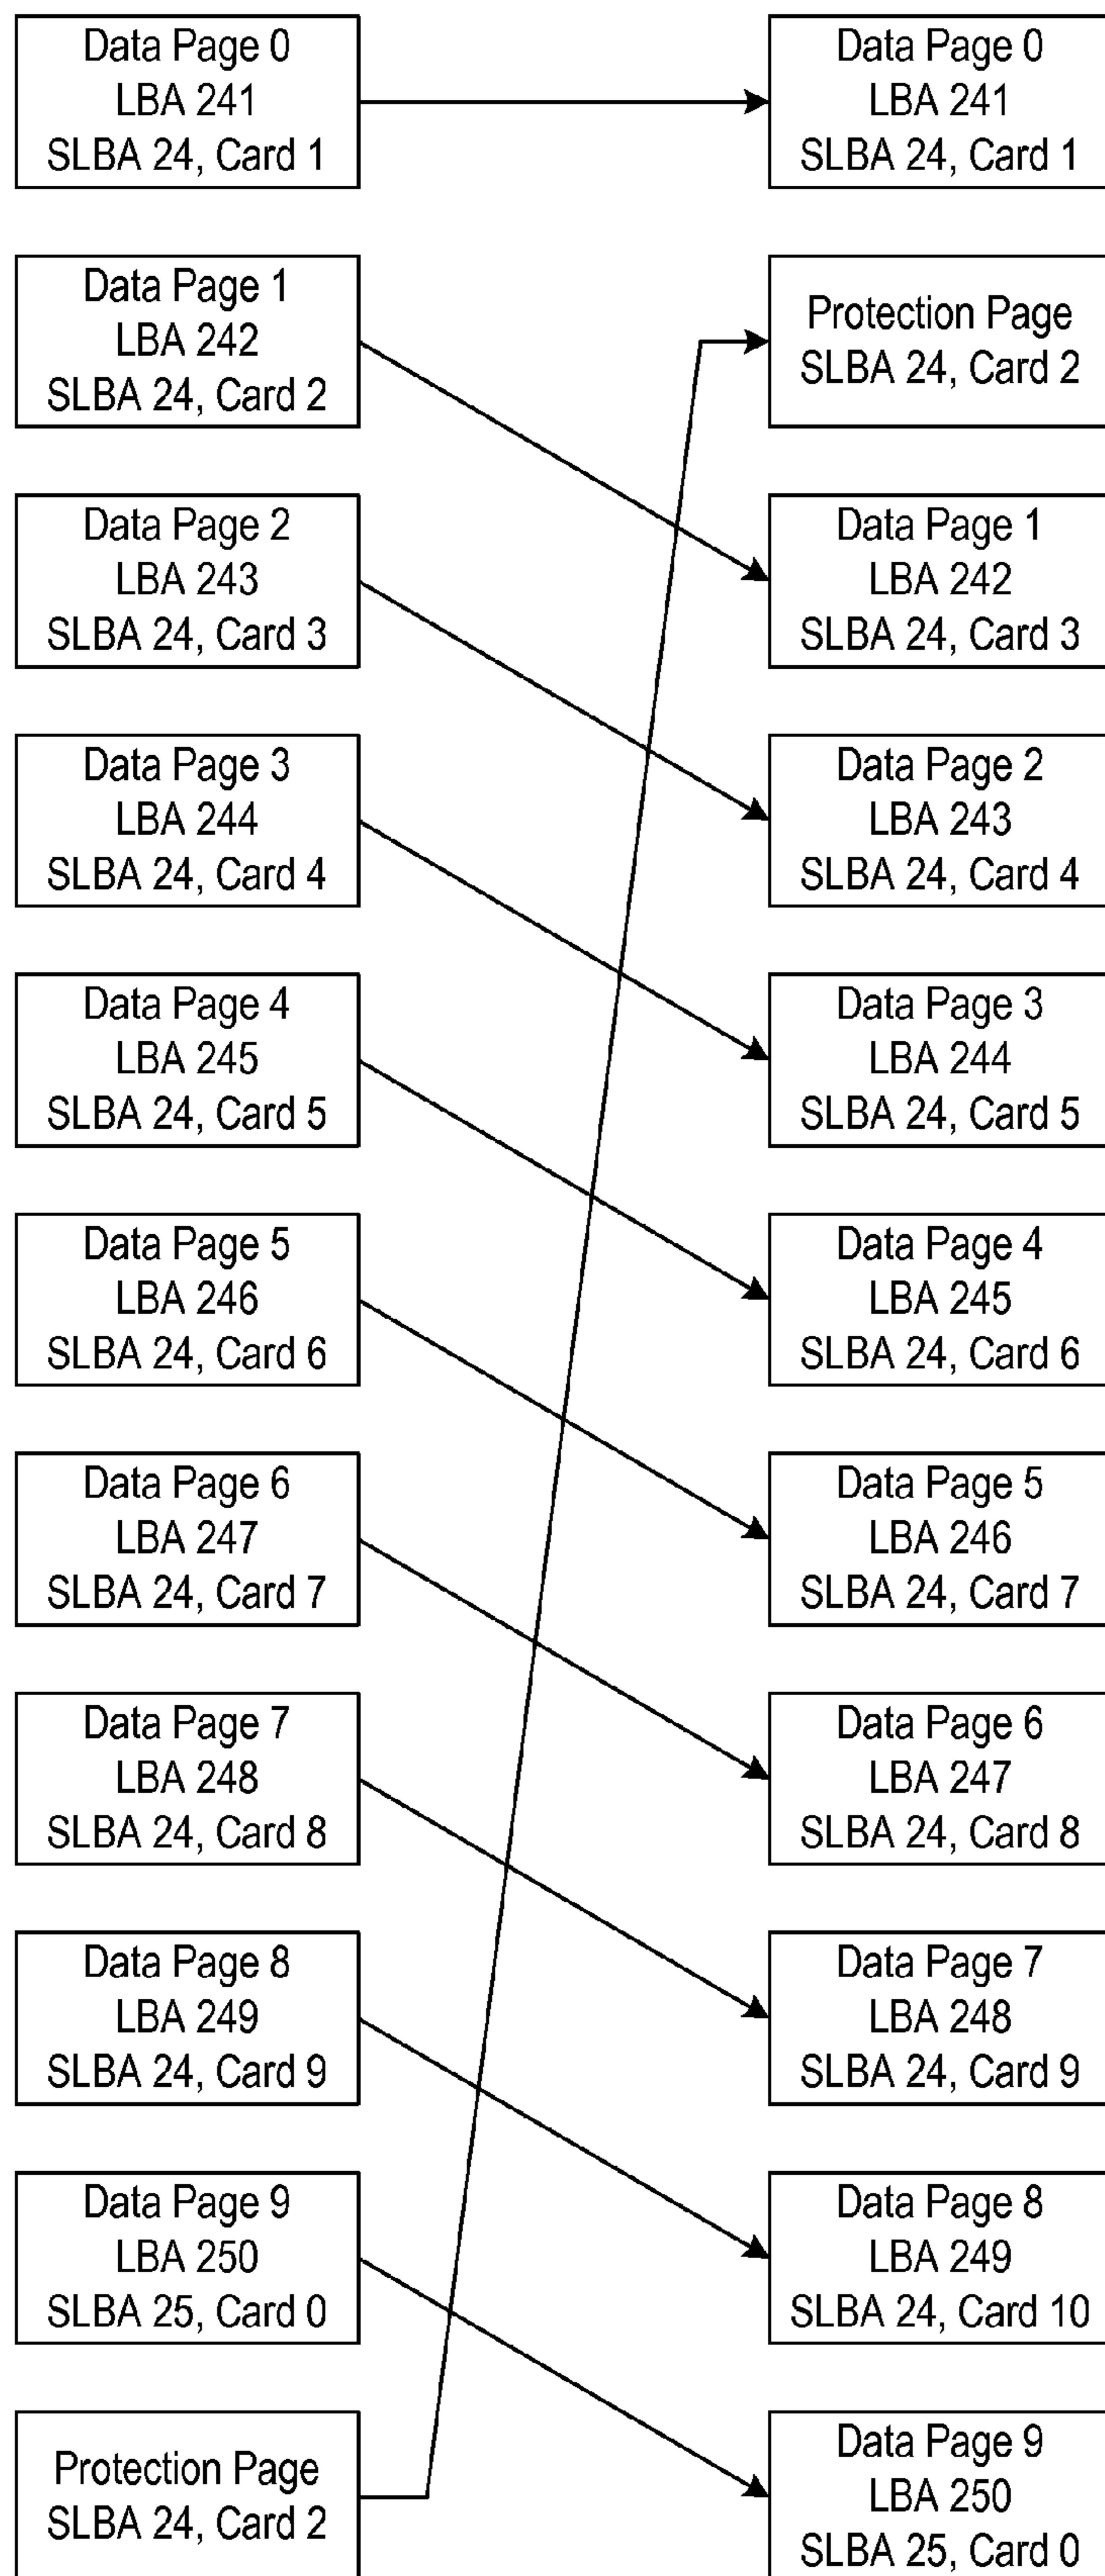 Data Page 0
LBA 241
SLBA 24, Card 1
Data Page 1
LBA 242
SLBA 24, Card 2
Data Page 2
LBA 243
SLBA 24, Card 3
Data Page 3
LBA 244
SLBA 24, Card 4
Data Page 4
LBA 245
SLBA 24, Card 5
Data Page 5
LBA 246
SLBA 24, Card 6
Data Page 6
LBA 247
SLBA 24, Card 7
Data Page 7
LBA 248
SLBA 24, Card 8
Data Page 8
LBA 249
SLBA 24, Card 9
Data Page 9
LBA 250
SLBA 25, Card 0
Protection Page
SLBA 24, Card 2
Data Page 0
LBA 241
SLBA 24, Card 1
Protection Page
SLBA 24, Card 2
Data Page 1
LBA 242
SLBA 24, Card 3
Data Page 2
LBA 243
SLBA 24, Card 4
Data Page 3
LBA 244
SLBA 24, Card 5
Data Page 4
LBA 245
SLBA 24, Card 6
Data Page 5
LBA 246
SLBA 24, Card 7
Data Page 6
LBA 247
SLBA 24, Card 8
Data Page 7
LBA 248
SLBA 24, Card 9
Data Page 8
LBA 249
SLBA 24, Card 10
Data Page 9
LBA 250
SLBA 25, Card 0